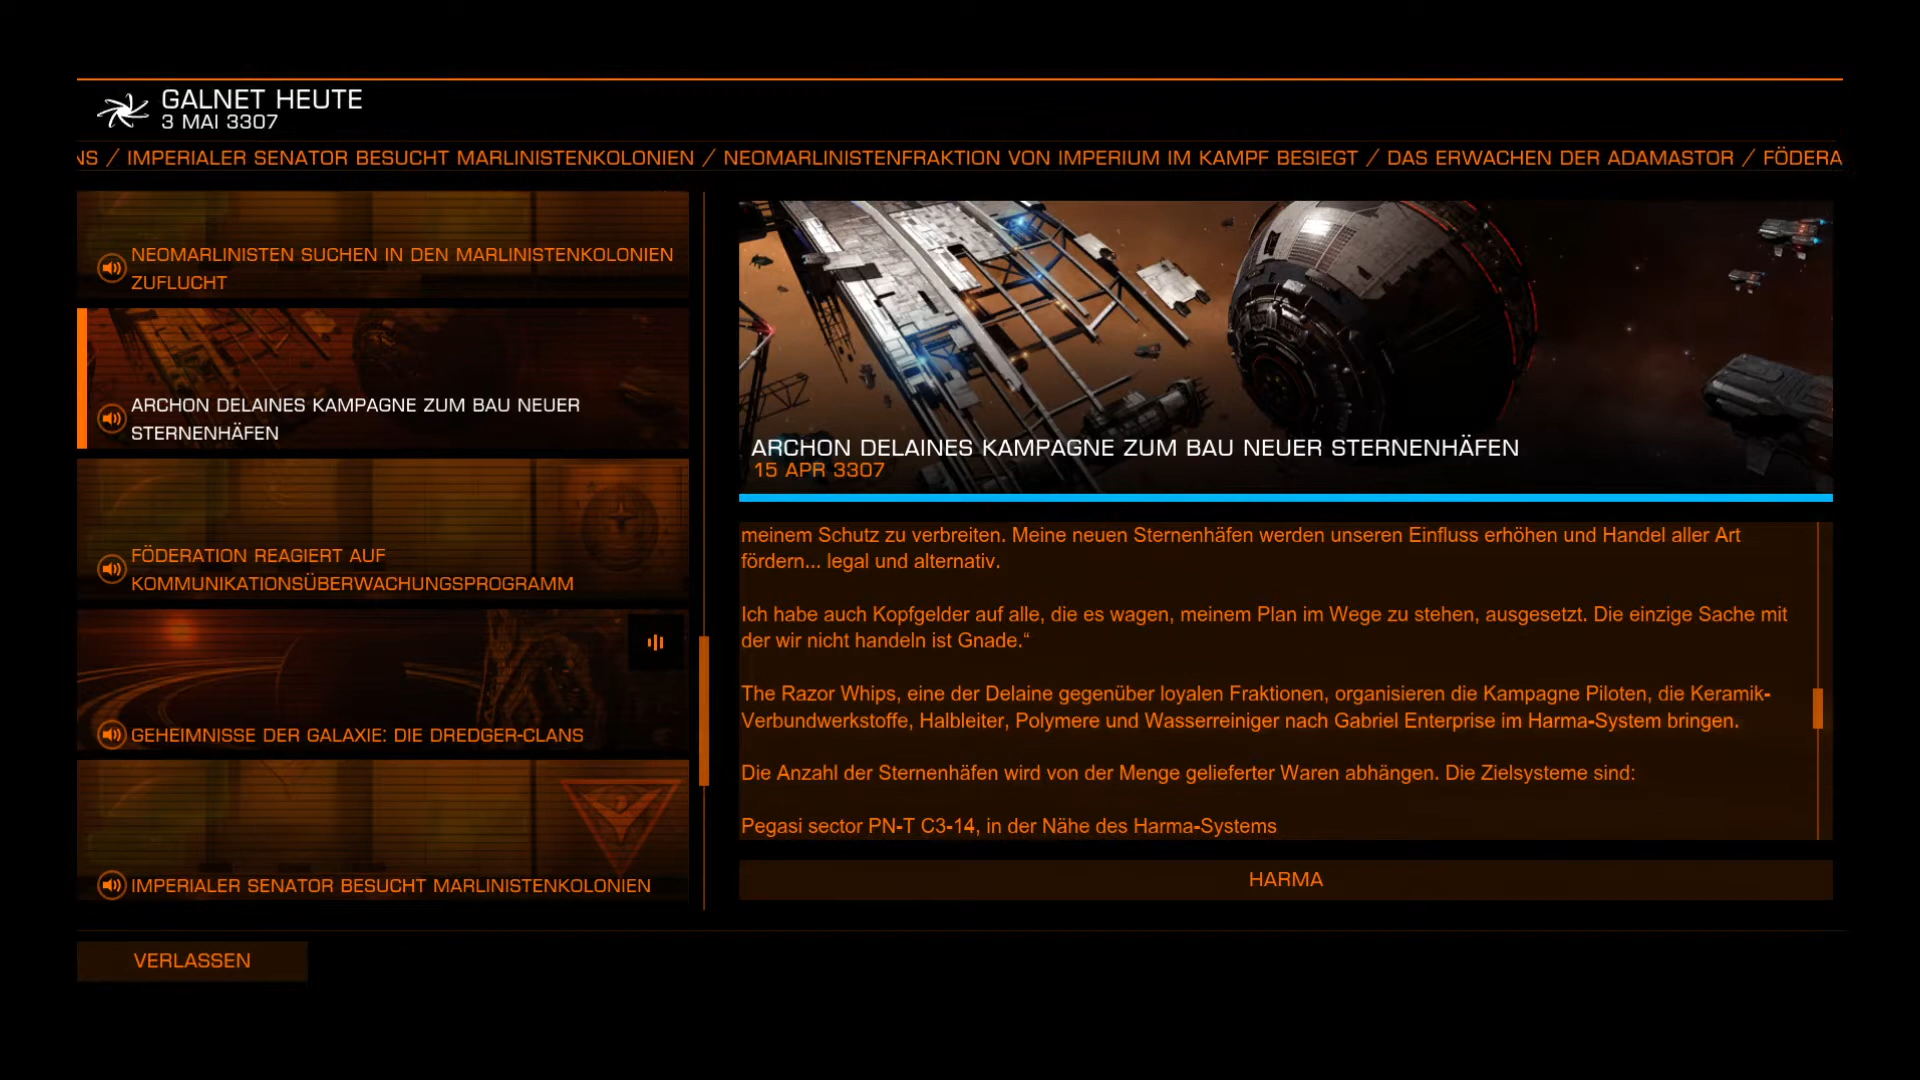 GALNET HEUTE
3 MAI 3307
NS / IMPERIALER SENATOR BESUCHT MARLINISTENKOLONIEN / NEOMARLINISTENFRAKTION VON IMPERIUM IM KAMPF BESIEGT / DAS ERWACHEN DER ADAMASTOR / FÖDERA
NEOMARLINISTEN SUCHEN IN DEN MARLINISTENKOLONIEN
ZUFLUCHT
ARCHON DELAINES KAMPAGNE ZUM BAU NEUER
STERNENHÄFEN
FÖDERATION REAGIERT AUF
KOMMUNIKATIONSÜBERWACHUNGSPROGRAMM
GEHEIMNISSE DER GALAXIE: DIE DREDGER-CLANS
IMPERIALER SENATOR BESUCHT MARLINISTENKOLONIEN
ARCHON DELAINES KAMPAGNE ZUM BAU NEUER STERNENHÄFEN
15 APR 3307
meinem Schutz zu verbreiten. Meine neuen Sternenhäfen werden unseren Einfluss erhöhen und Handel aller Art
fördern... legal und alternativ.
Ich habe auch Kopfgelder auf alle, die es wagen, meinem Plan im Wege zu stehen, ausgesetzt. Die einzige Sache mit
der wir nicht handeln ist Gnade.“
The Razor Whips, eine der Delaine gegenüber loyalen Fraktionen, organisieren die Kampagne Piloten, die Keramik-
Verbundwerkstoffe, Halbleiter, Polymere und Wasserreiniger nach Gabriel Enterprise im Harma-System bringen.
Die Anzahl der Sternenhäfen wird von der Menge gelieferter Waren abhängen. Die Zielsysteme sind:
Pegasi sector PN-T C3-14, in der Nähe des Harma-Systems
HARMA
VERLASSEN